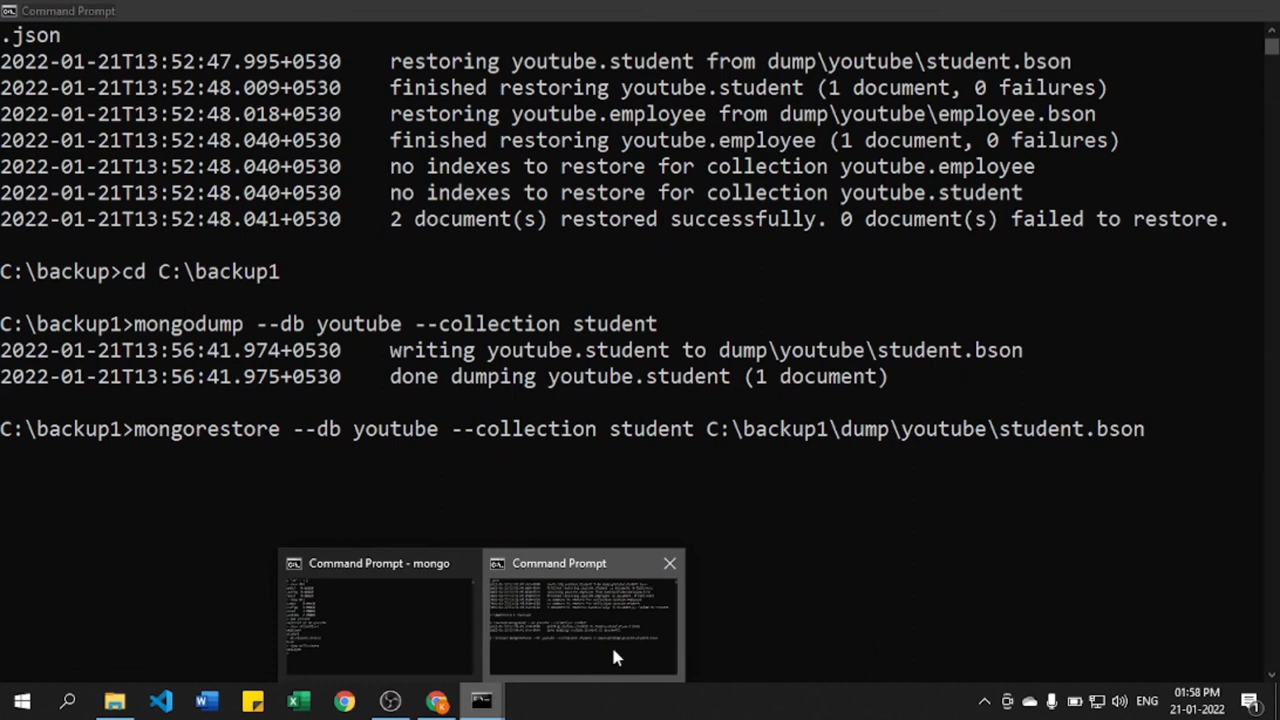 Command Prompt
.json
2022-01-21T13:52:47.995+0530    restoring youtube.student from dump\youtube\student.bson
2022-01-21T13:52:48.009+0530    finished restoring youtube.student (1 document, 0 failures)
2022-01-21T13:52:48.018+0530    restoring youtube.employee from dump\youtube\employee.bson
2022-01-21T13:52:48.040+0530    finished restoring youtube.employee (1 document, 0 failures)
2022-01-21T13:52:48.040+0530    no indexes to restore for collection youtube.employee
2022-01-21T13:52:48.040+0530    no indexes to restore for collection youtube.student
2022-01-21T13:52:48.041+0530    2 document(s) restored successfully. 0 document(s) failed to restore.
C:\backup>cd C:\backup1
C:\backup1>mongodump --db youtube --collection student
2022-01-21T13:56:41.974+0530    writing youtube.student to dump\youtube\student.bson
2022-01-21T13:56:41.975+0530    done dumping youtube.student (1 document)
C:\backup1>mongorestore --db youtube --collection student C:\backup1\dump\youtube\student.bson
Command Prompt - mongo
Command Prompt
ENG
01:58 PM
21-01-2022
1